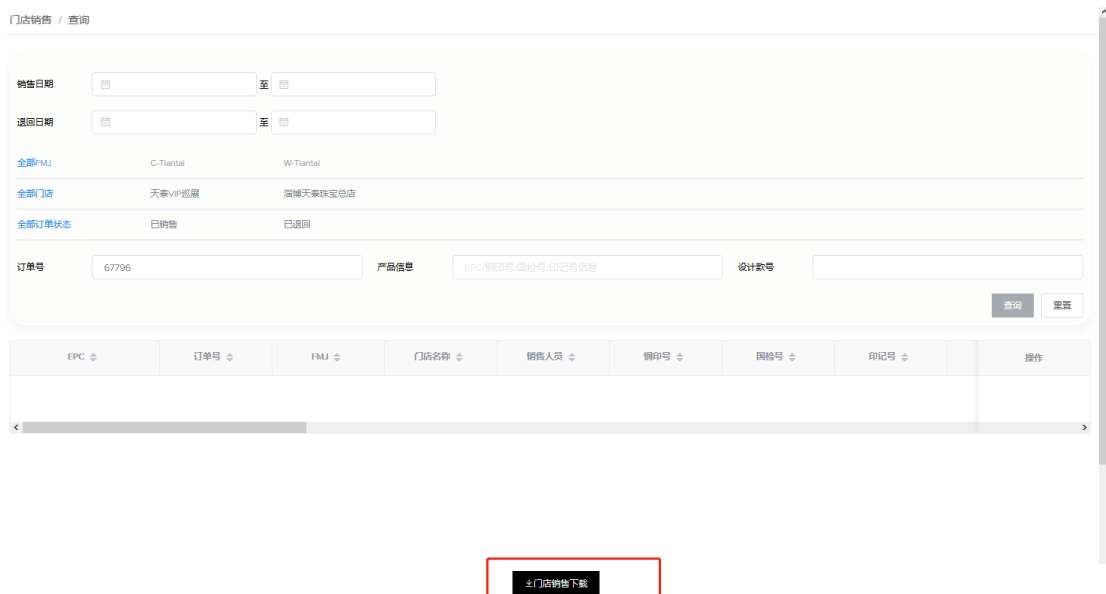 门店销售 / 查询
销售日期 至
退回日期 至
全部FMJ C-Tiantai W-Tiantai
全部门店 天泰VIP巡展 淄博天泰珠宝总店
全部订单状态 已销售 已退回
订单号 67796 产品信息 EPC/钢印号/国检号/印记号信息 设计款号
查询 重置
EPC 订单号 FMJ 门店名称 销售人员 钢印号 国检号 印记号 操作
门店销售下载